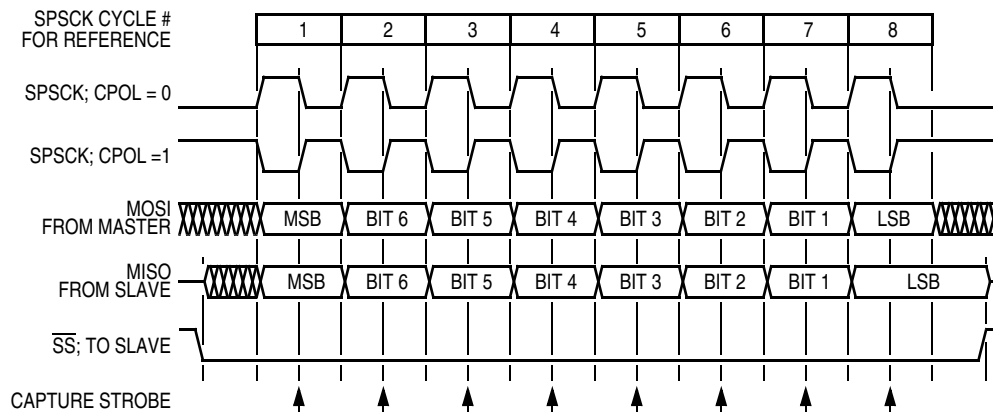 SPSCK CYCLE #
FOR REFERENCE
1 2 3 4 5 6 7 8
SPSCK; CPOL = 0
SPSCK; CPOL =1
MOSI
FROM MASTER
MSB BIT 6 BIT 5 BIT 4 BIT 3 BIT 2 BIT 1 LSB
MISO
FROM SLAVE
MSB BIT 6 BIT 5 BIT 4 BIT 3 BIT 2 BIT 1 LSB
SS; TO SLAVE
CAPTURE STROBE